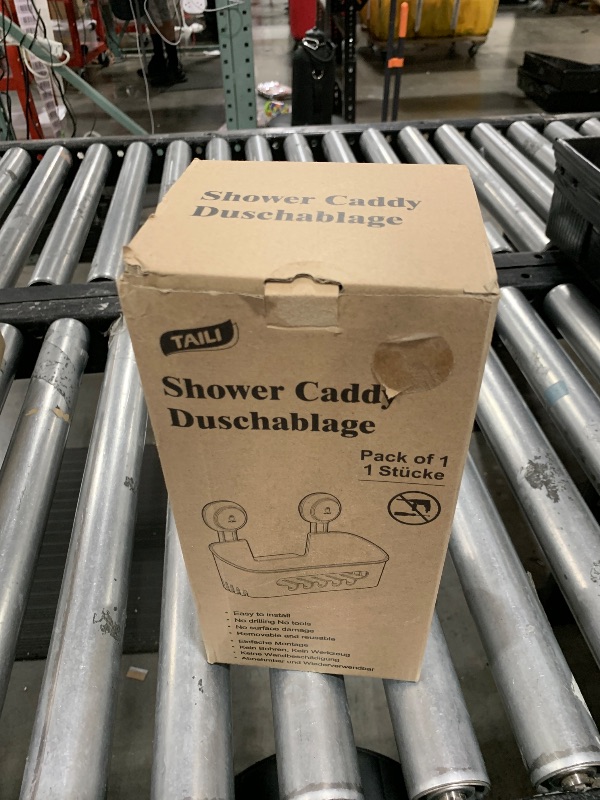 Shower Caddy
Duschablage
TAILI
Shower Caddy
Duschablage
Pack of 1
1 Stücke
- Easy to install
- No drilling No tools
- No surface damage
- Removable and reusable
- Einfache Montage
- Kein Bohren, Kein Werkzeug
- Keine Wandbeschädigung
- Abnehmbar und Wiederverwendbar